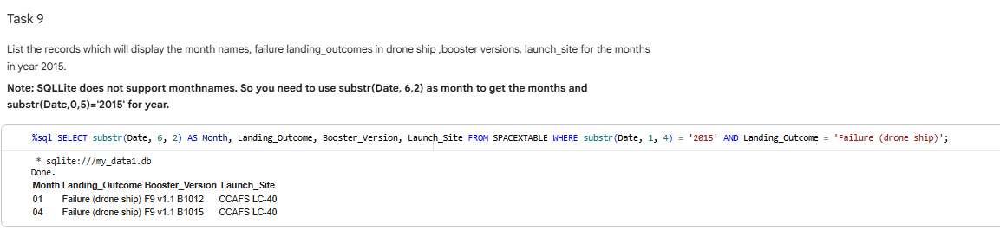 Task 9
List the records which will display the month names, failure landing_outcomes in drone ship ,booster versions, launch_site for the months
in year 2015.
Note: SQLLite does not support monthnames. So you need to use substr(Date, 6,2) as month to get the months and
substr(Date,0,5)='2015' for year.
%sql SELECT substr(Date, 6, 2) AS Month, Landing_Outcome, Booster_Version, Launch_Site FROM SPACEXTABLE WHERE substr(Date, 1, 4) = '2015' AND Landing_Outcome = 'Failure (drone ship)';
* sqlite:///my_data1.db
Done.
Month Landing_Outcome Booster_Version Launch_Site
01 Failure (drone ship) F9 v1.1 B1012 CCAFS LC-40
04 Failure (drone ship) F9 v1.1 B1015 CCAFS LC-40